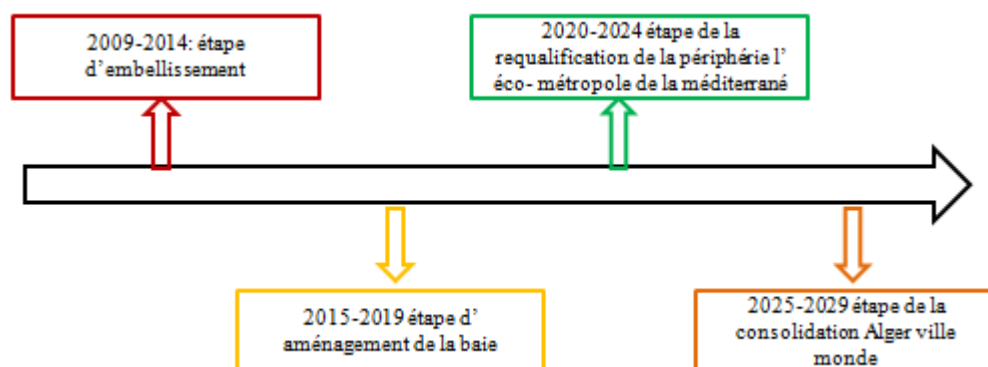 2009-2014: étape
d’embellissement
2020-2024 étape de la
requalification de la périphérie l’
éco- métropole de la méditerrané
2015-2019 étape d’
aménagement de la baie
2025-2029 étape de la
consolidation Alger ville
monde